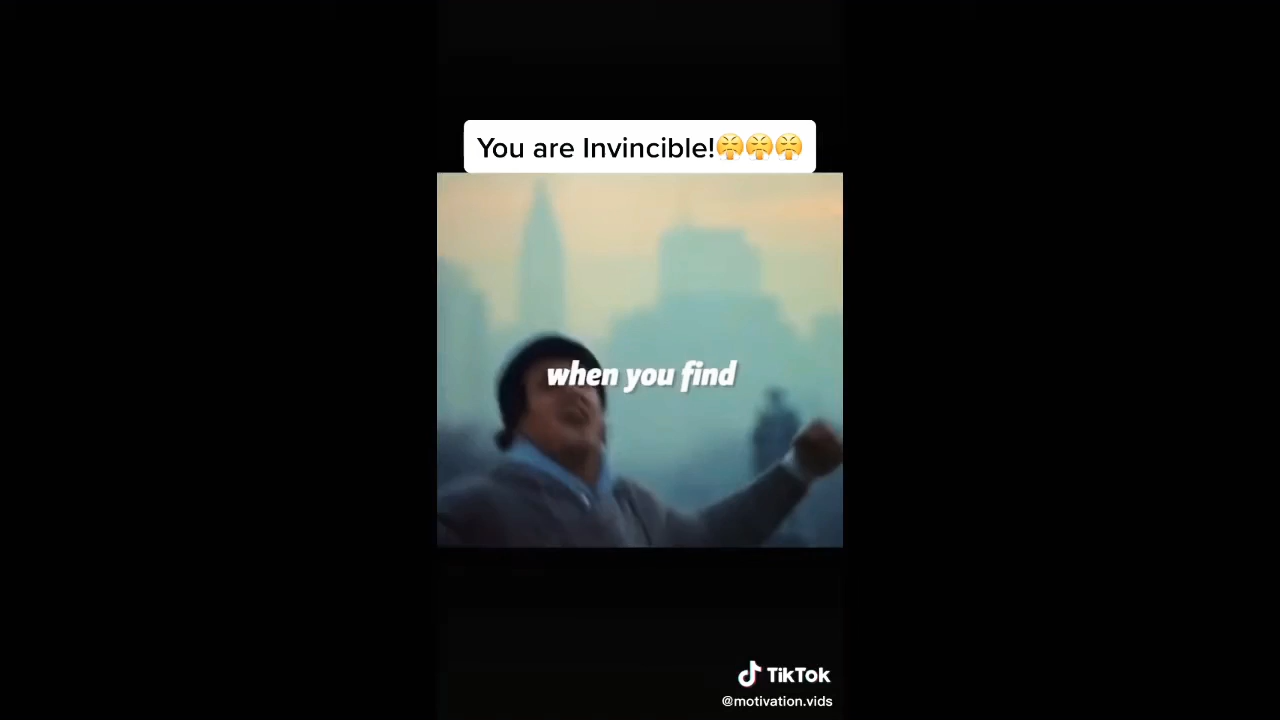 You are Invincible!😤😤😤
when you find
TikTok
@motivation.vids